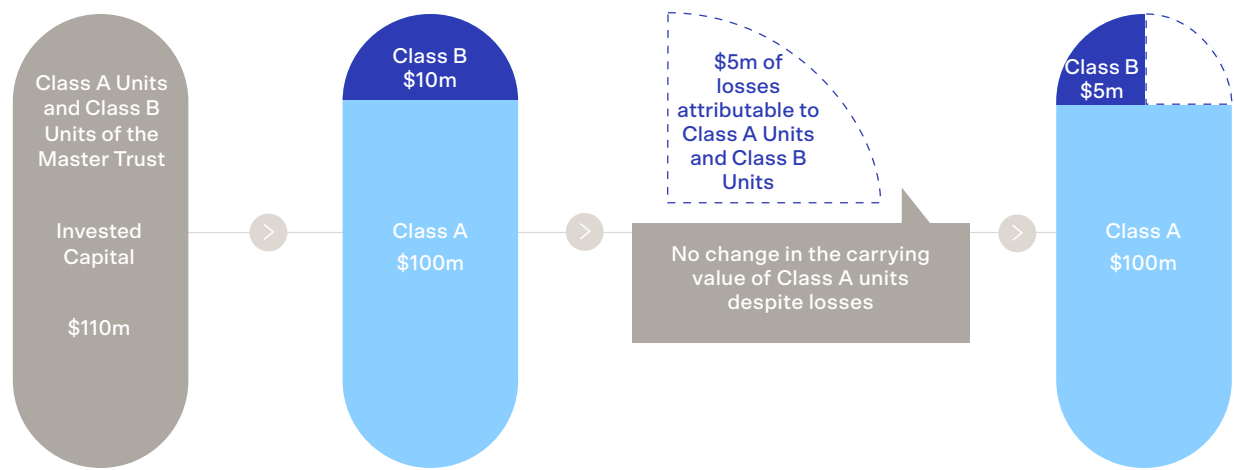 Class A Units
and Class B
Units of the
Master Trust
Invested
Capital
$110m
Class B
$10m
Class A
$100m
$5m of
losses
attributable to
Class A Units
and Class B
Units
No change in the carrying
value of Class A units
despite losses
Class B
$5m
Class A
$100m